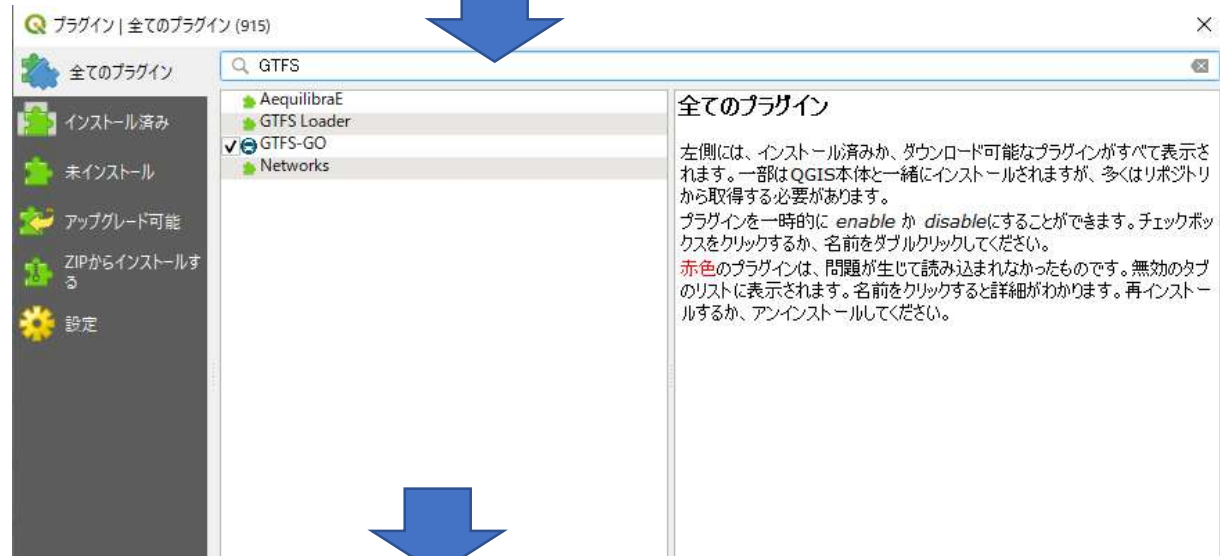 プラグイン | 全てのプラグイン (915)
全てのプラグイン
インストール済み
未インストール
アップグレード可能
ZIPからインストールす
る
設定
GTFS
AequilibraE
GTFS Loader
GTFS-GO
Networks
全てのプラグイン
左側には、インストール済みか、ダウンロード可能なプラグインがすべて表示さ
れます。一部はQGIS本体と一緒にインストールされますが、多くはリポジトリ
から取得する必要があります。
プラグインを一時的に enable か disableにすることができます。チェックボッ
クスをクリックするか、名前をダブルクリックしてください。
赤色のプラグインは、問題が生じて読み込まれなかったものです。無効のタブ
のリストに表示されます。名前をクリックすると詳細がわかります。再インストー
ルするか、アンインストールしてください。